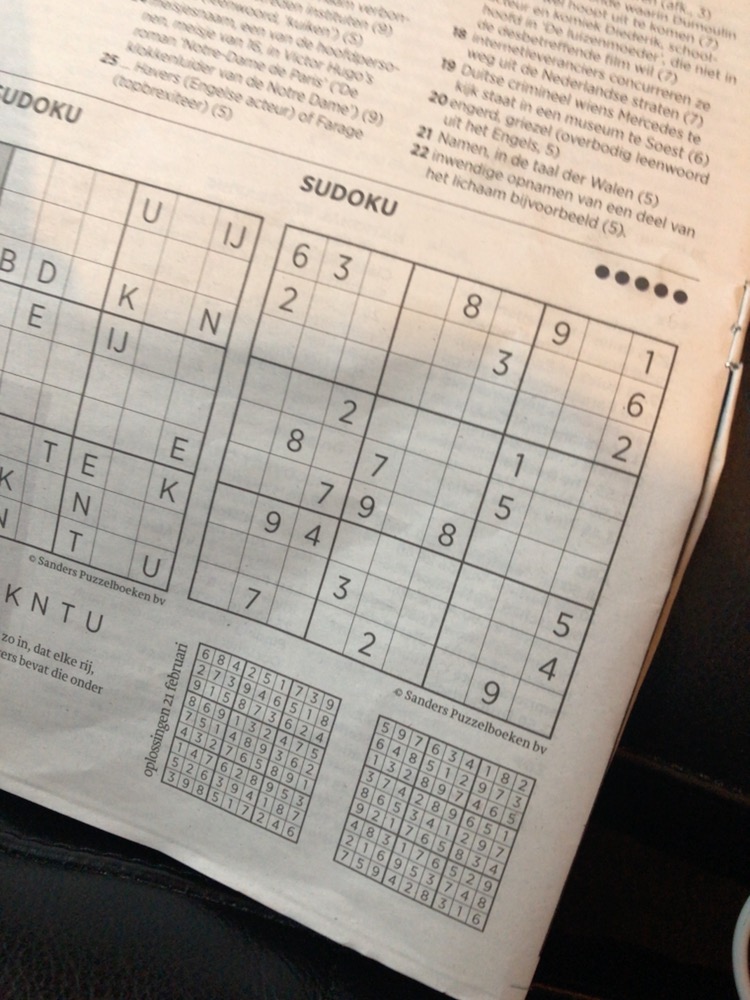 verbon-
instituten (9)
(leenwoord, 'kuiken') (5)
meisjesnaam, een van de hoofdperso-
nen, meisje van 16, in Victor Hugo's
roman 'Notre-Dame de Paris' ('De
klokkenluider van de Notre Dame') (9)
25 ... Havers (Engelse acteur) of Farage
(topbrexiteer) (5)
(afk., 3)
waarin Dumoulin
hoopt uit te komen (7)
acteur en komiek Diederik, school-
hoofd in 'De luizenmoeder', die niet in
de desbetreffende film wil (7)
18 internetleveranciers concurreren ze
weg uit de Nederlandse straten (7)
19 Duitse crimineel wiens Mercedes te
kijk staat in een museum te Soest (6)
20 engerd, griezel (overbodig leenwoord
uit het Engels, 5)
21 Namen, in de taal der Walen (5)
22 inwendige opnamen van een deel van
het lichaam bijvoorbeeld (5).
SUDOKU
U IJ
B D K N
E IJ
E
T E K
K N
N T U
© Sanders Puzzelboeken bv
K N T U
zo in, dat elke rij,
ers bevat die onder
SUDOKU
6 3 8 9 1
2 3 6
2
2 1
8 7 5
7 9 8
9 4 5
3 4
7 2 9
© Sanders Puzzelboeken bv
oplossingen 21 februari
6 8 4 2 5 1 7 3 9
2 7 3 9 4 6 5 1 8
9 1 5 8 7 3 6 2 4
8 6 9 1 3 2 4 7 5
7 5 1 4 8 9 3 6 2
4 3 2 7 6 5 8 9 1
1 4 7 6 2 8 9 5 3
5 2 6 3 9 4 1 8 7
3 9 8 5 1 7 2 4 6
5 9 7 6 3 4 1 8 2
6 4 8 5 1 2 9 7 3
1 3 2 8 9 7 4 6 5
3 7 4 2 8 9 6 5 1
8 6 5 3 4 1 2 9 7
9 2 1 7 6 5 8 3 4
4 8 3 1 7 6 5 2 9
2 1 6 9 5 3 7 4 8
7 5 9 4 2 8 3 1 6